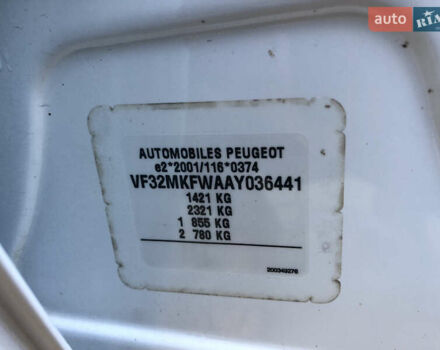 auto RIA
AUTOMOBILES PEUGEOT
e2*2001/116*0374
VF32MKFWAAY036441
1421 KG
2321 KG
1 855 KG
2 780 KG
200349276